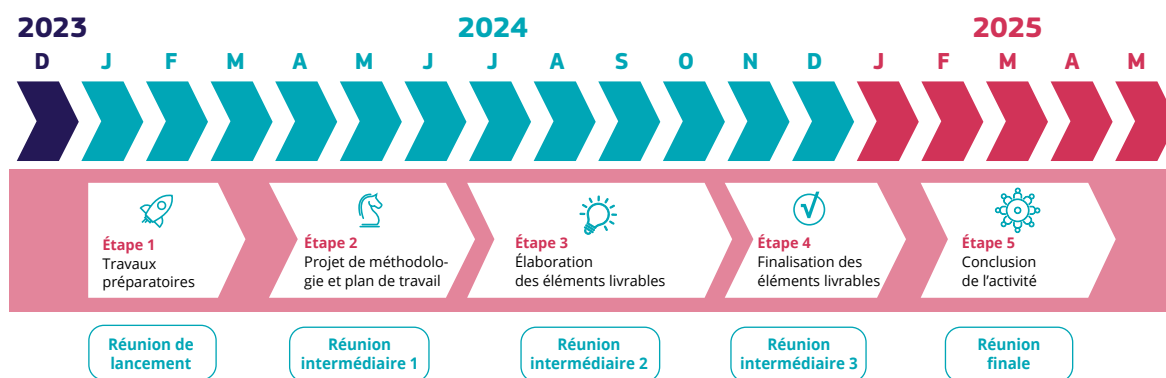 2023 2024 2025
D J F M A M J J A S O N D J F M A M
Étape 1
Travaux
préparatoires
Étape 2
Projet de méthodolo-
gie et plan de travail
Étape 3
Élaboration
des éléments livrables
Étape 4
Finalisation des
éléments livrables
Étape 5
Conclusion
de l’activité
Réunion de
lancement
Réunion
intermédiaire 1
Réunion
intermédiaire 2
Réunion
intermédiaire 3
Réunion
finale